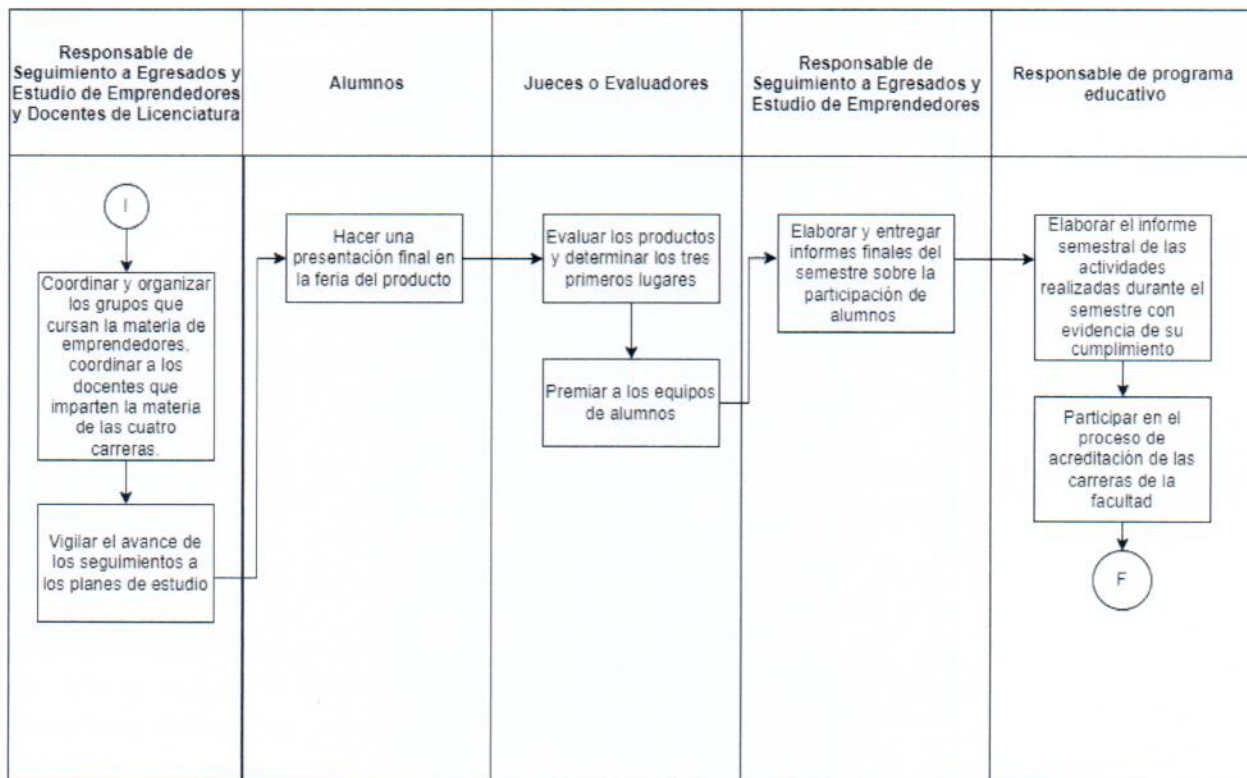 Responsable de
Seguimiento a Egresados y
Estudio de Emprendedores
y Docentes de Licenciatura
Alumnos
Jueces o Evaluadores
Responsable de
Seguimiento a Egresados y
Estudio de Emprendedores
Responsable de programa
educativo
I
Coordinar y organizar
los grupos que
cursan la materia de
emprendedores,
coordinar a los
docentes que
imparten la materia
de las cuatro
carreras.
Vigilar el avance de
los seguimientos a
los planes de estudio
Hacer una
presentación final en
la feria del producto
Evaluar los productos
y determinar los tres
primeros lugares
Premiar a los equipos
de alumnos
Elaborar y entregar
informes finales del
semestre sobre la
participación de
alumnos
Elaborar el informe
semestral de las
actividades
realizadas durante el
semestre con
evidencia de su
cumplimiento
Participar en el
proceso de
acreditación de las
carreras de la
facultad
F